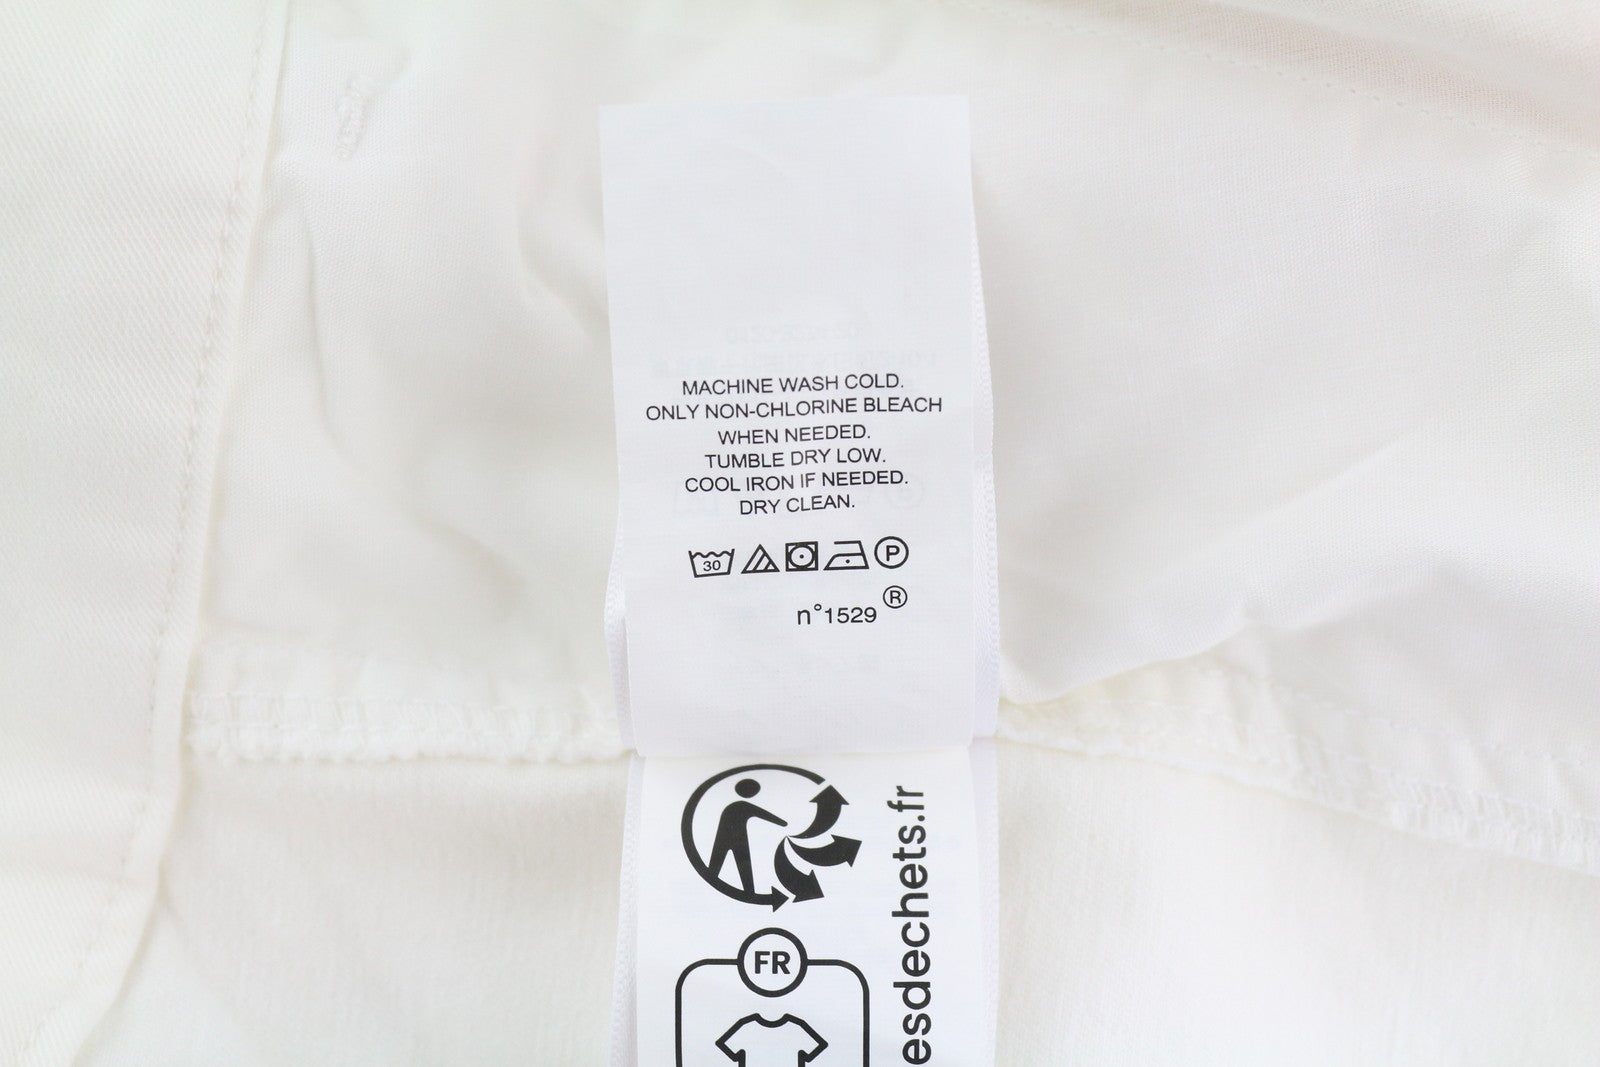 MACHINE WASH COLD.
ONLY NON-CHLORINE BLEACH
WHEN NEEDED.
TUMBLE DRY LOW.
COOL IRON IF NEEDED.
DRY CLEAN.
30 P
n°1529 ®
FR
esdechets.fr